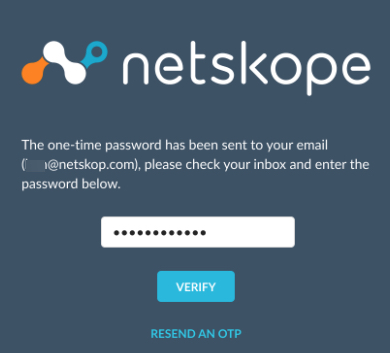 netskope
The one-time password has been sent to your email
@netskop.com), please check your inbox and enter the
password below.
••••••••••••
VERIFY
RESEND AN OTP